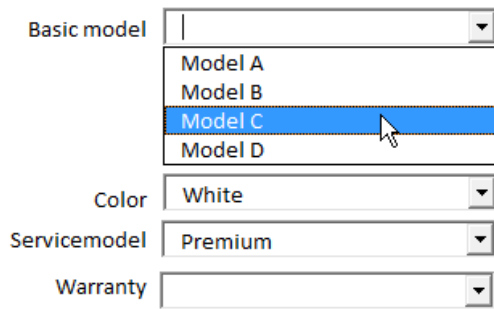 Basic model
Model A
Model B
Model C
Model D
Color White
Servicemodel Premium
Warranty